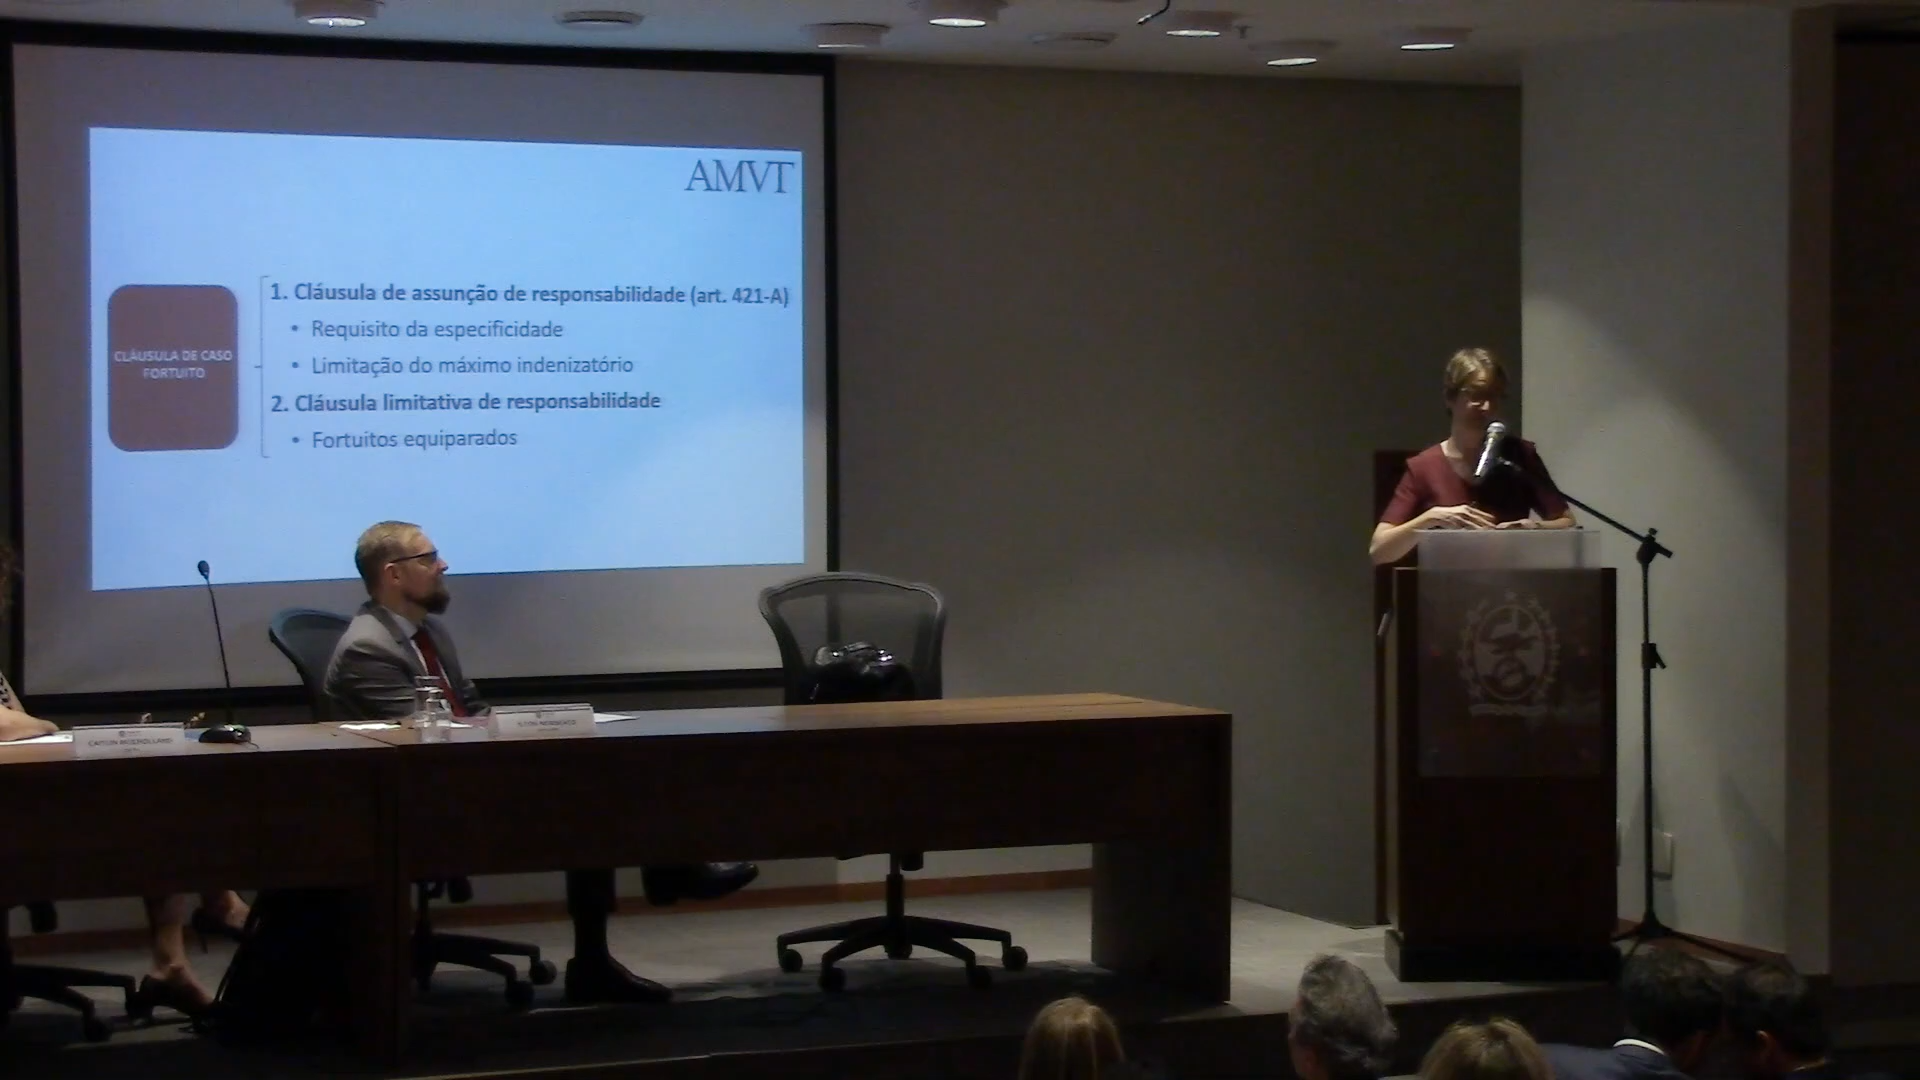 AMVT
CLÁUSULA DE CASO
FORTUITO
1. Cláusula de assunção de responsabilidade (art. 421-A)
• Requisito da especificidade
• Limitação do máximo indenizatório
2. Cláusula limitativa de responsabilidade
• Fortuitos equiparados
CAITLIN